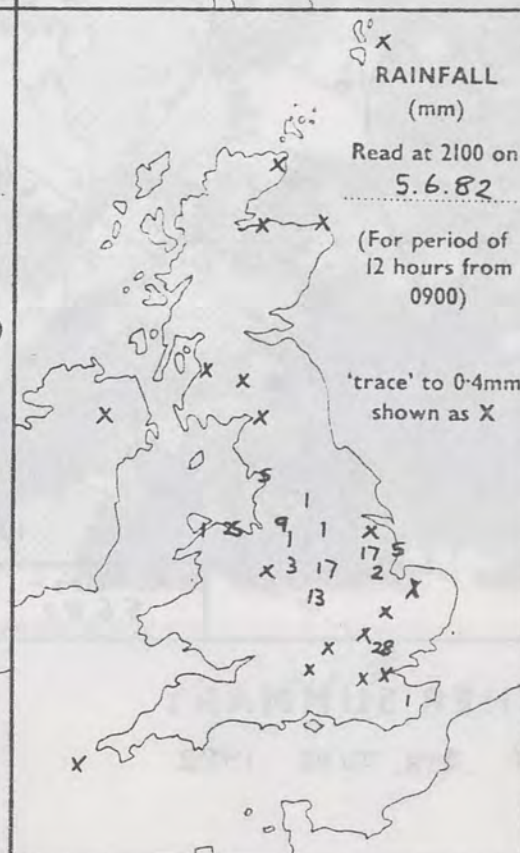 X
RAINFALL
(mm)
Read at 2100 on
X
5.6.82
X X
(For period of
12 hours from
0900)
X X
'trace' to 0·4mm
shown as X
X X
5
1
1 25 9 1 X
1 17 5
X 3 17 2
13 X
X
X
X 28
X X X
1
X